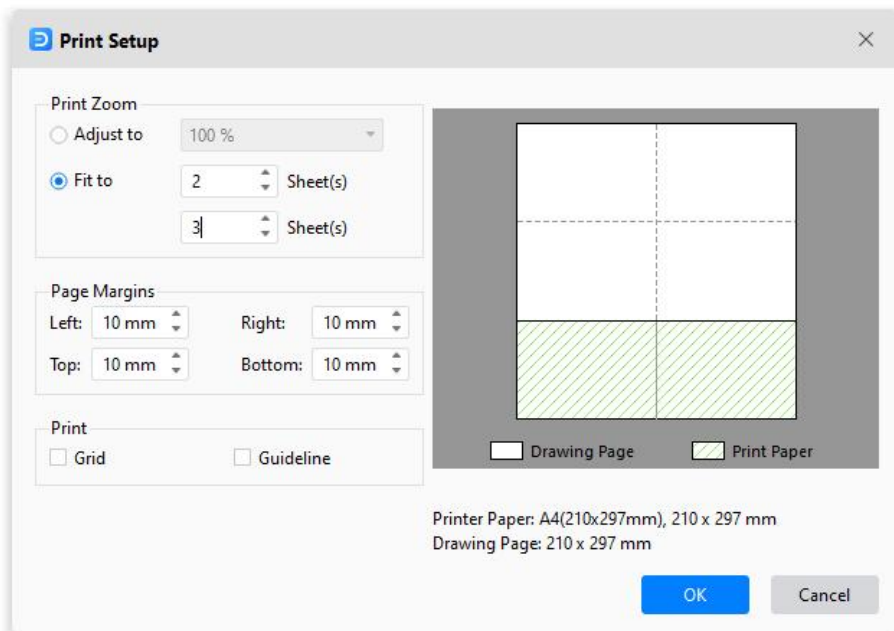 Print Setup
Print Zoom
Adjust to 100 %
Fit to 2 Sheet(s)
3 Sheet(s)
Page Margins
Left: 10 mm Right: 10 mm
Top: 10 mm Bottom: 10 mm
Print
Grid Guideline
Drawing Page Print Paper
Printer Paper: A4(210x297mm), 210 x 297 mm
Drawing Page: 210 x 297 mm
OK Cancel